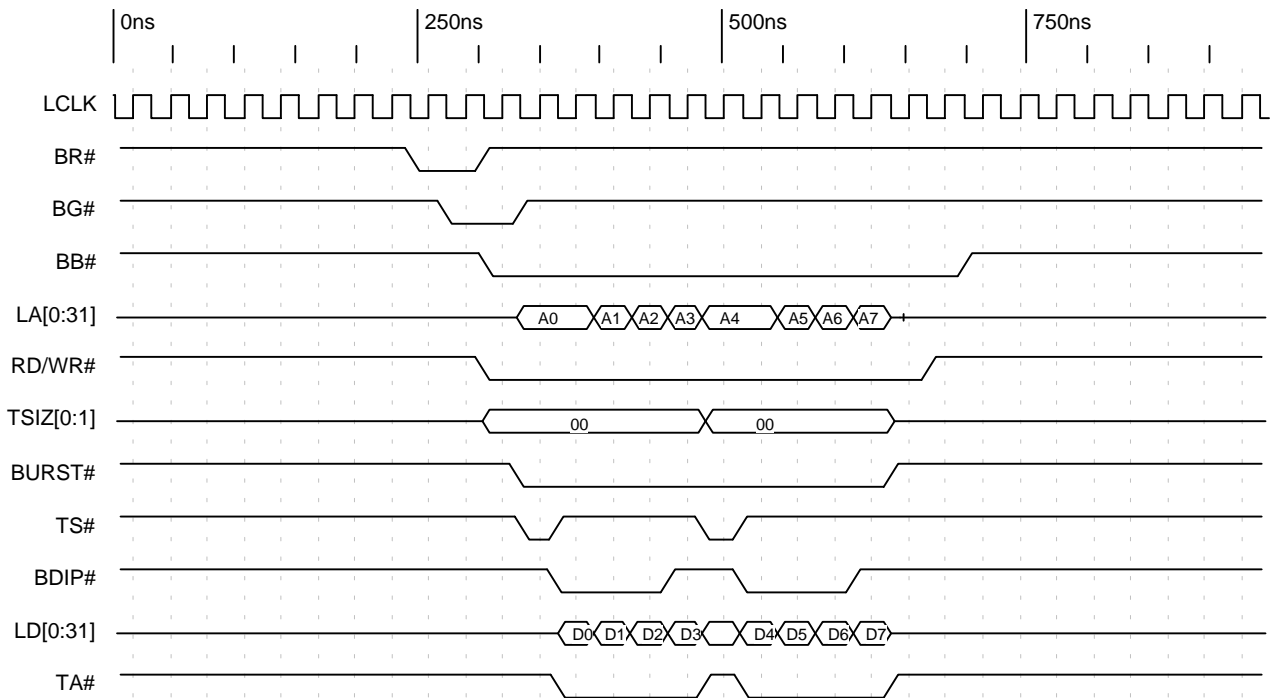 0ns 250ns 500ns 750ns
LCLK
BR#
BG#
BB#
LA[0:31] A0 A1 A2 A3 A4 A5 A6 A7
RD/WR#
TSIZ[0:1] 00 00
BURST#
TS#
BDIP#
LD[0:31] D0 D1 D2 D3 D4 D5 D6 D7
TA#